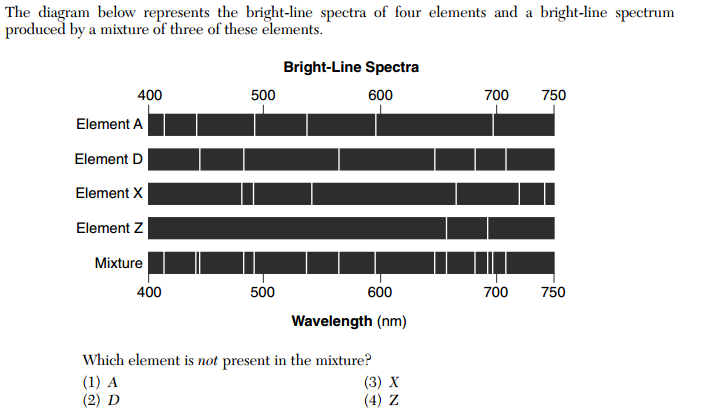 The diagram below represents the bright-line spectra of four elements and a bright-line spectrum
produced by a mixture of three of these elements.
Bright-Line Spectra
400 500 600 700 750
Element A
Element D
Element X
Element Z
Mixture
400 500 600 700 750
Wavelength (nm)
Which element is not present in the mixture?
(1) A (3) X
(2) D (4) Z